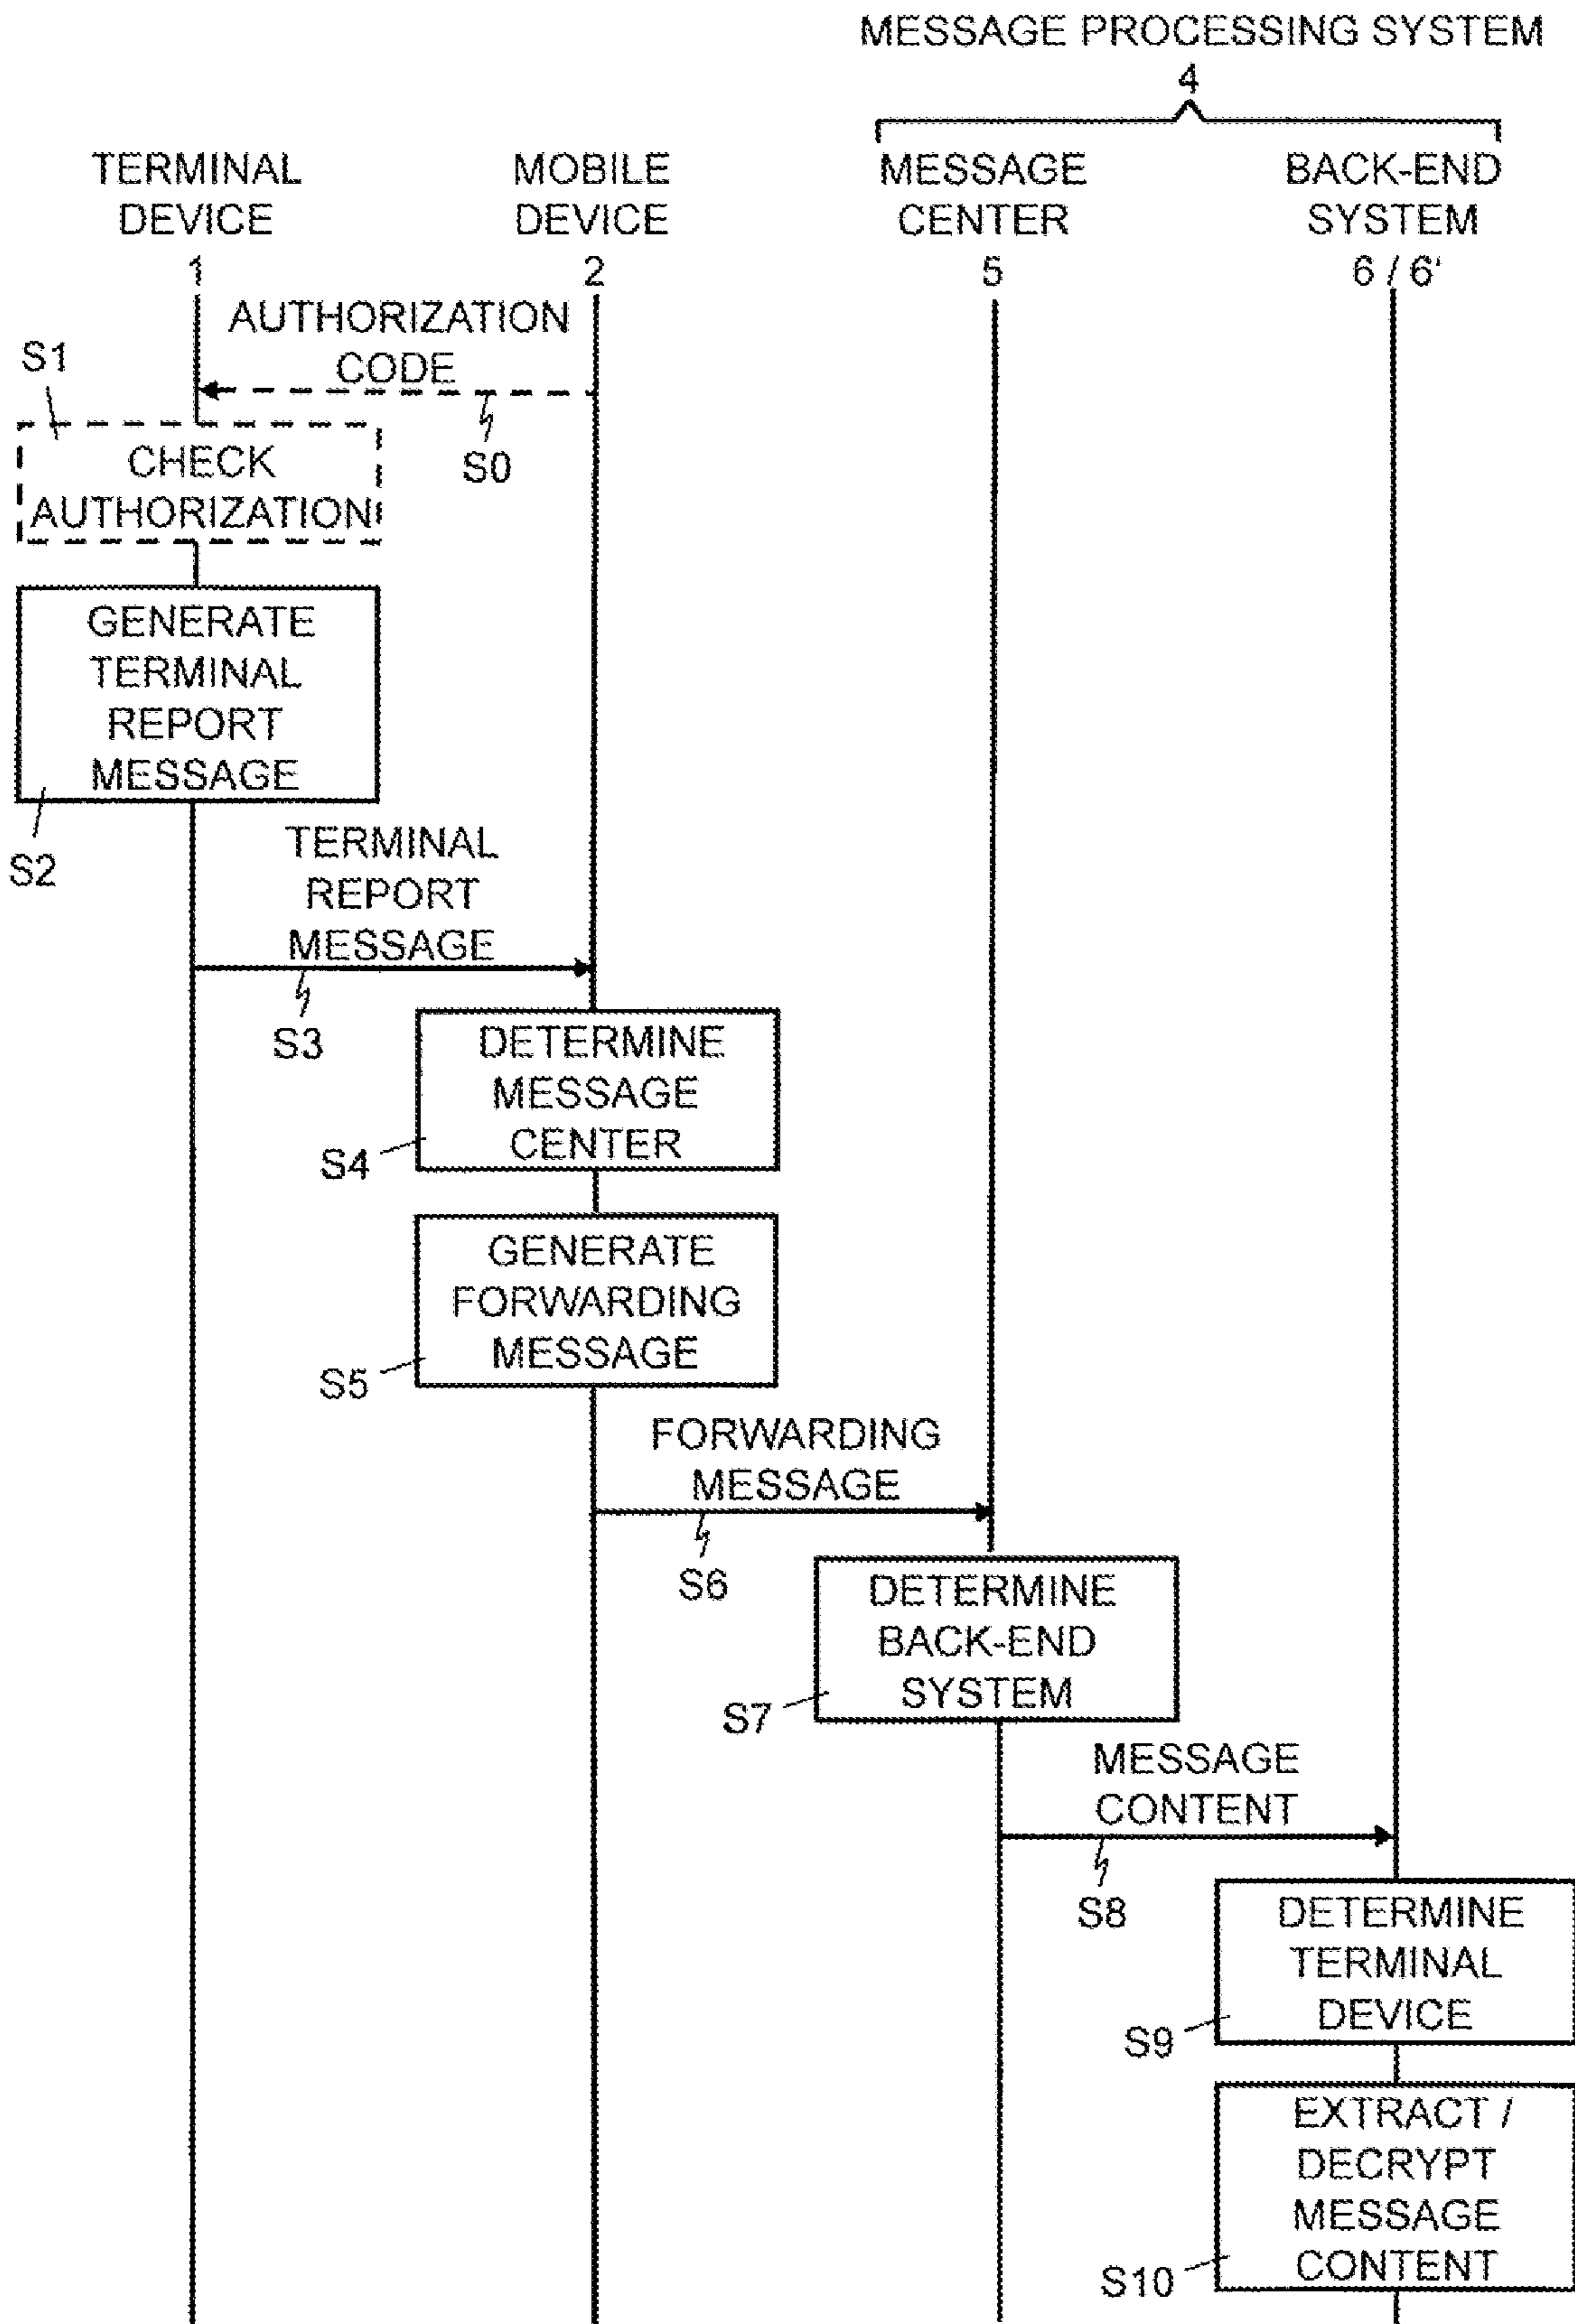 MESSAGE PROCESSING SYSTEM
4
TERMINAL
DEVICE
1
MOBILE
DEVICE
2
MESSAGE
CENTER
5
BACK-END
SYSTEM
6 / 6'
AUTHORIZATION
CODE
S0
S1
CHECK
AUTHORIZATION
GENERATE
TERMINAL
REPORT
MESSAGE
S2
TERMINAL
REPORT
MESSAGE
S3
DETERMINE
MESSAGE
CENTER
S4
GENERATE
FORWARDING
MESSAGE
S5
FORWARDING
MESSAGE
S6
DETERMINE
BACK-END
SYSTEM
S7
MESSAGE
CONTENT
S8
DETERMINE
TERMINAL
DEVICE
S9
EXTRACT /
DECRYPT
MESSAGE
CONTENT
S10